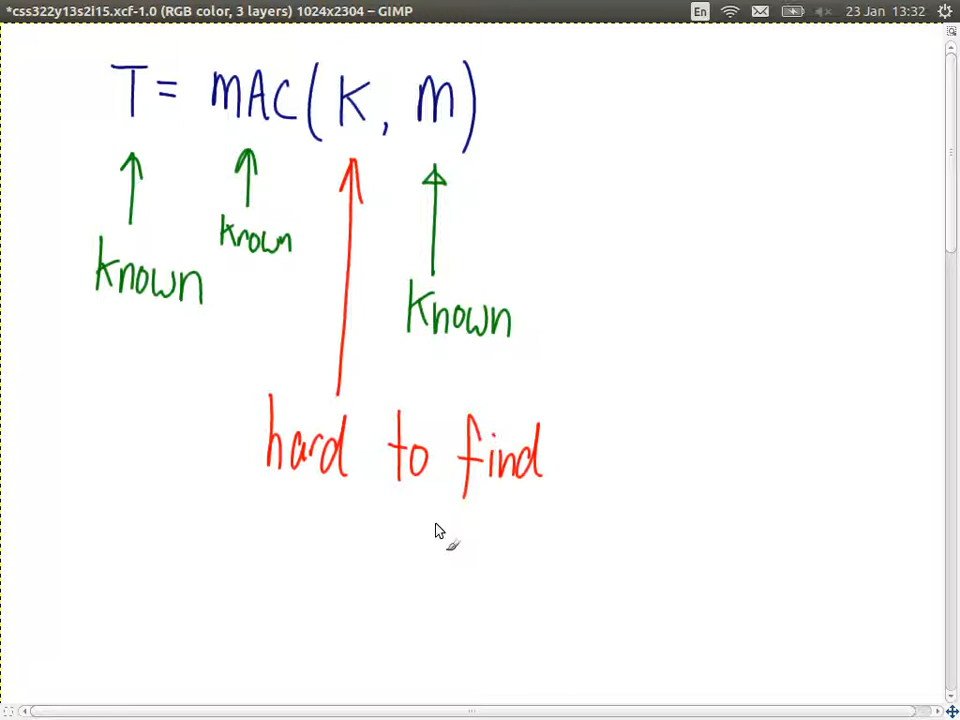 *css322y13s2i15.xcf-1.0 (RGB color, 3 layers) 1024x2304 – GIMP En 23 Jan 13:32
T= MAC(K, M)
known known known
hard to find